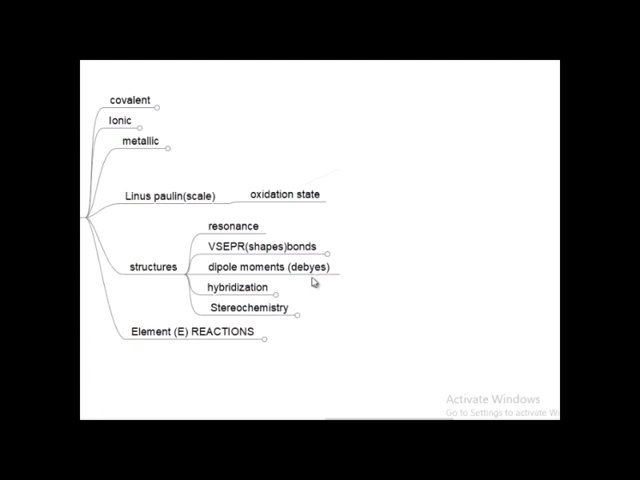 covalent
Ionic
metallic
Linus paulin(scale)
oxidation state
resonance
VSEPR(shapes)bonds
structures
dipole moments (debyes)
hybridization
Stereochemistry
Element (E) REACTIONS
Activate Windows
Go to Settings to activate Wi